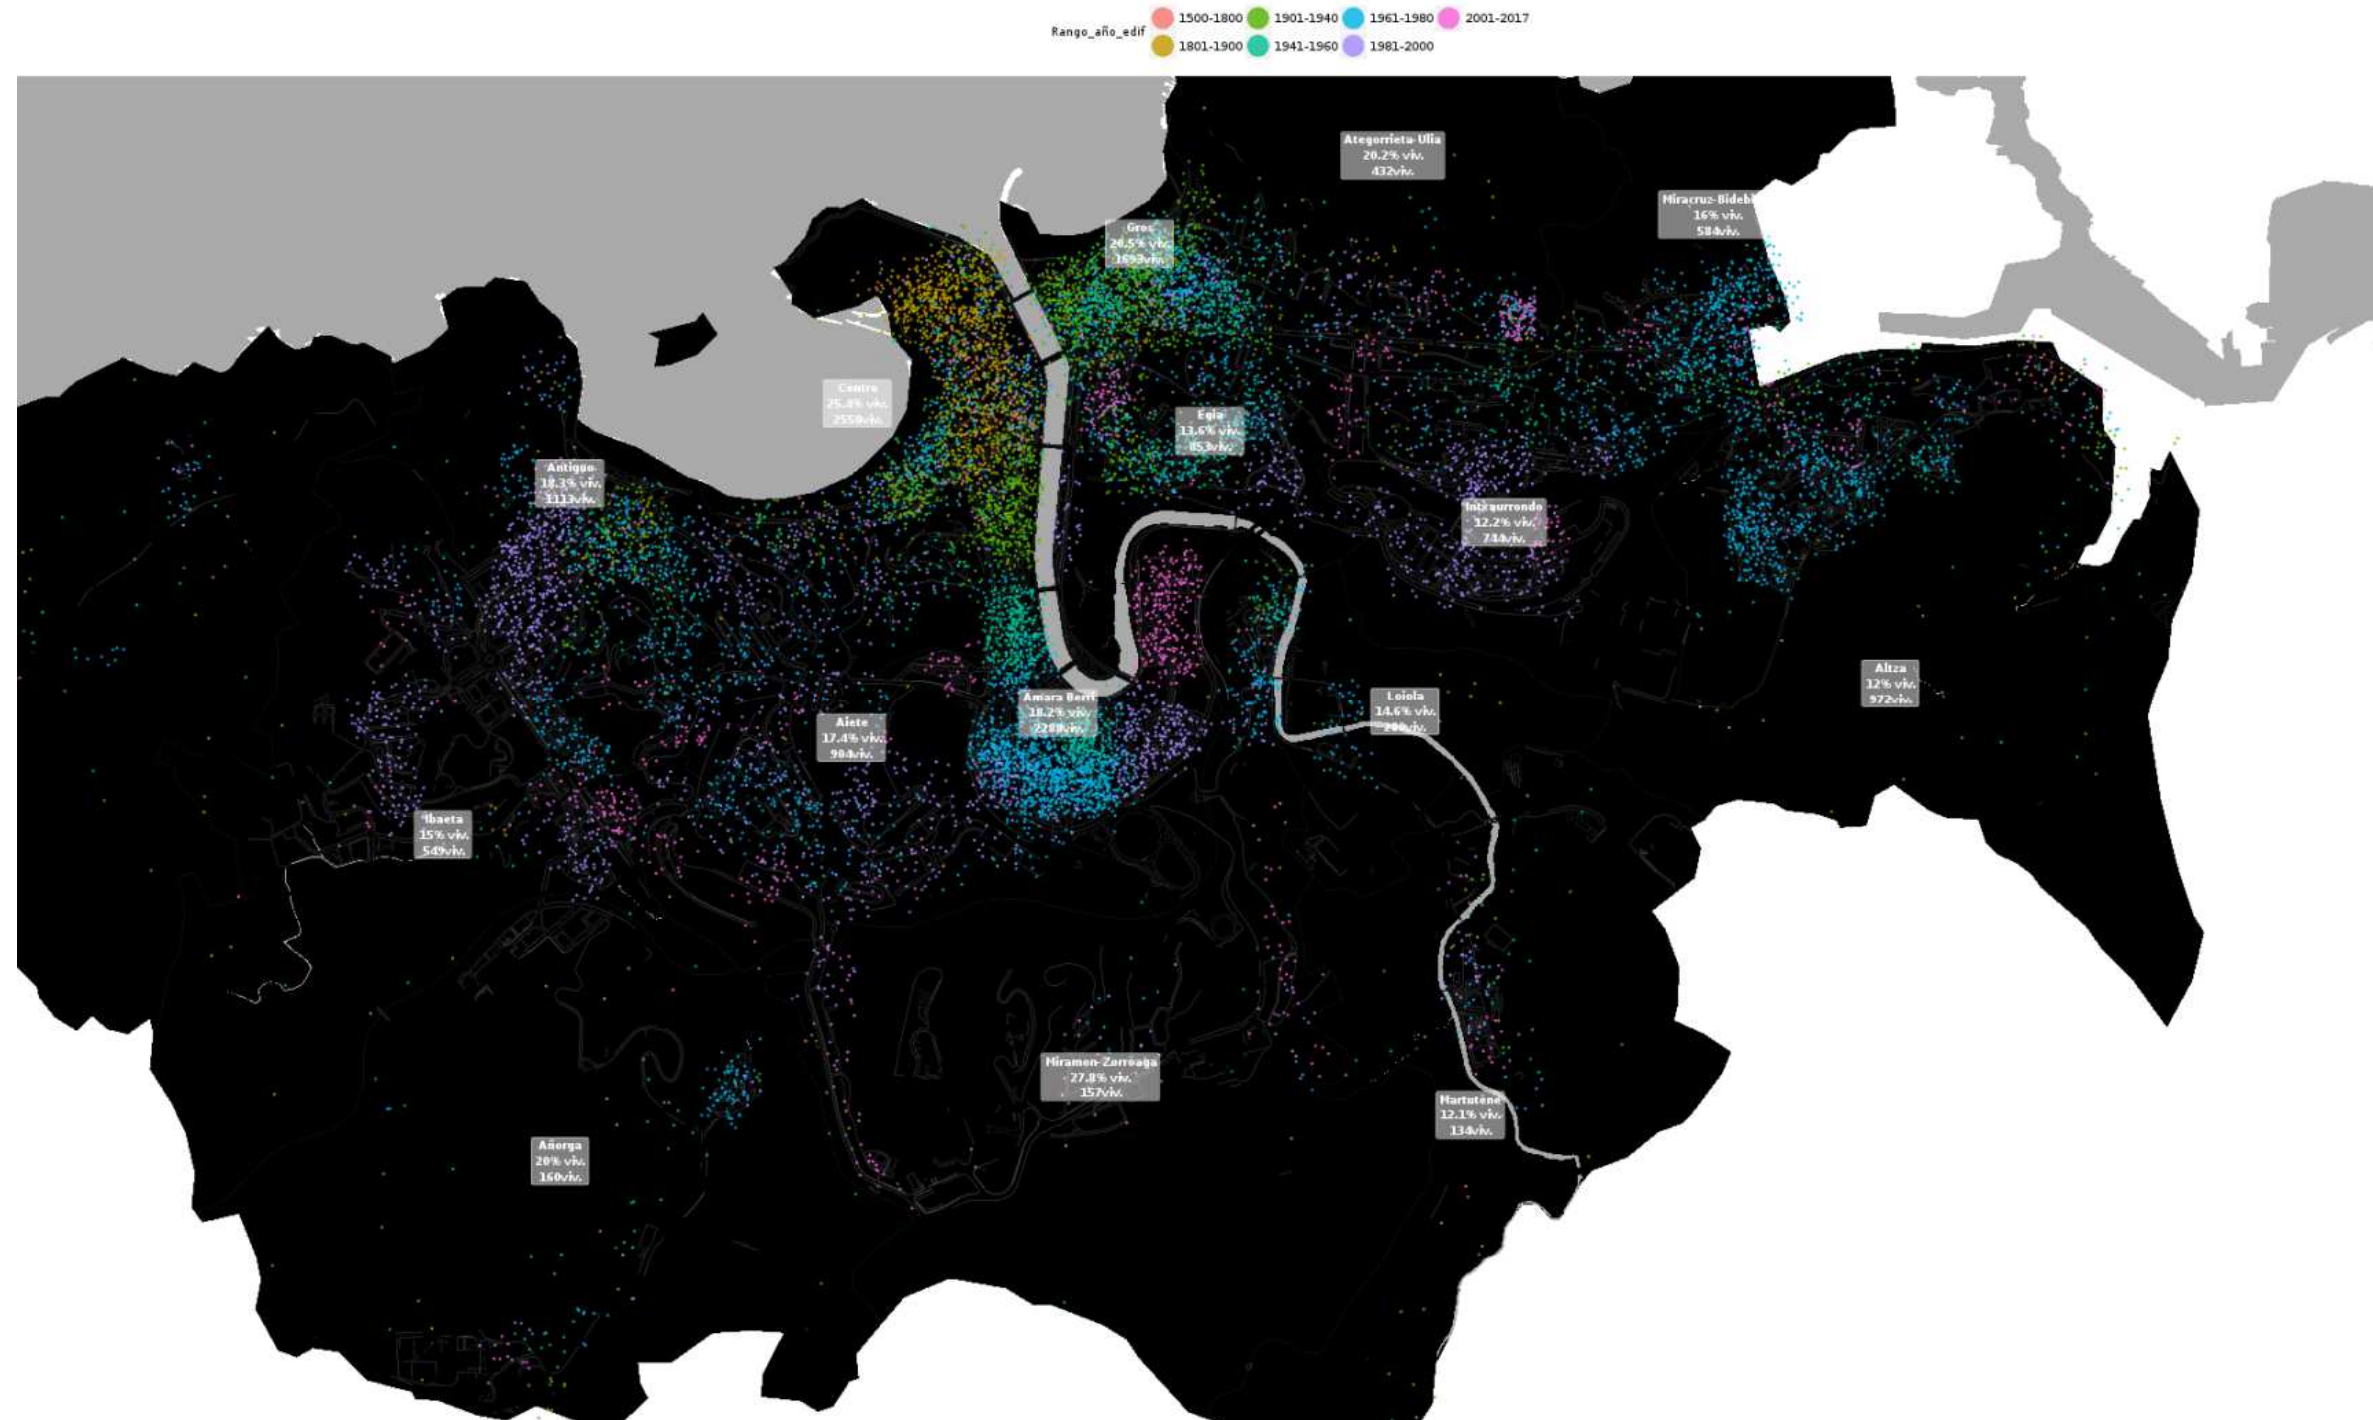 Rango_año_edif
1500-1800 1901-1940 1961-1980 2001-2017
1801-1900 1941-1960 1981-2000
Ategorrieta-Ulia
20.2% viv.
432viv.
Miracruz-Bidebi
16% viv.
584viv.
Gros
20.5% viv.
1693viv.
Centro
25.4% viv.
2550viv.
Egia
13.6% viv.
853viv.
Antiguo
18.3% viv.
1113viv.
Intxaurrondo
12.2% viv.
744viv.
Altza
12% viv.
972viv.
Amara Berri
18.2% viv.
Loiola
14.6% viv.
Aiete
17.4% viv.
904viv.
Ibaeta
15% viv.
549viv.
Miramon-Zorroaga
27.8% viv.
157viv.
Martutene
12.1% viv.
134viv.
Añorga
20% viv.
160viv.